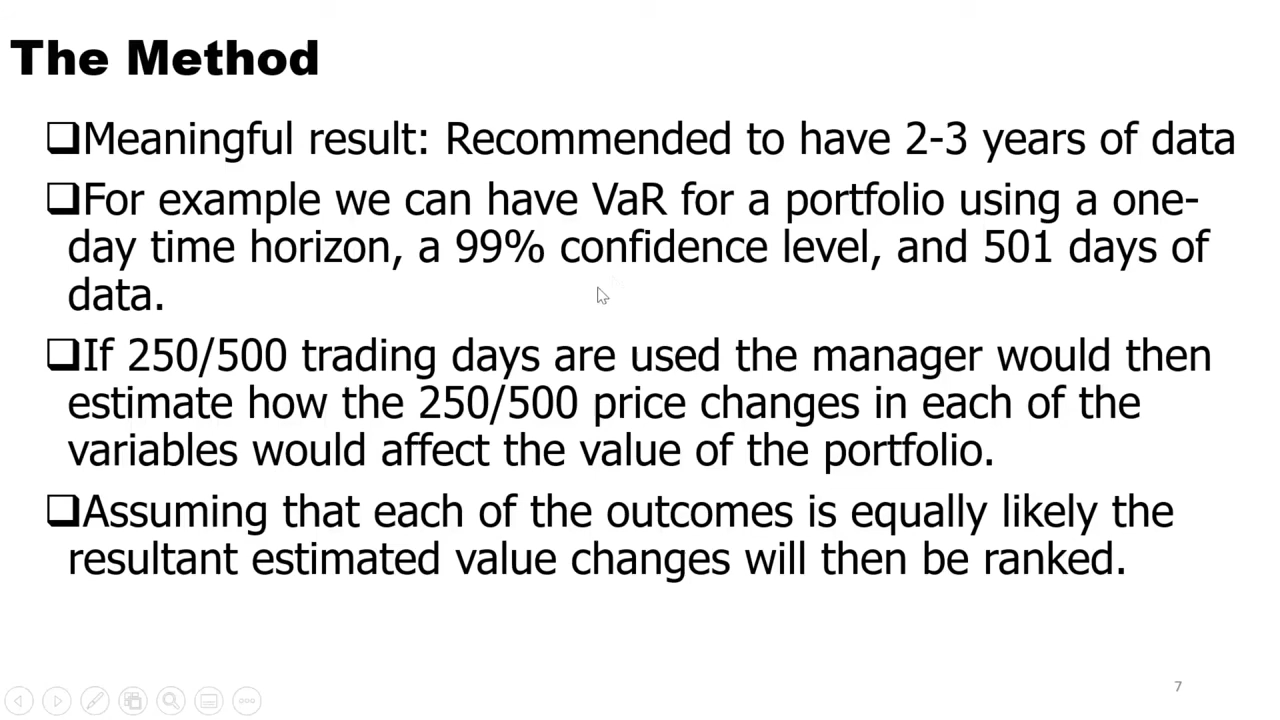 The Method
❑Meaningful result: Recommended to have 2-3 years of data
❑For example we can have VaR for a portfolio using a one-
day time horizon, a 99% confidence level, and 501 days of
data.
❑If 250/500 trading days are used the manager would then
estimate how the 250/500 price changes in each of the
variables would affect the value of the portfolio.
❑Assuming that each of the outcomes is equally likely the
resultant estimated value changes will then be ranked.
7